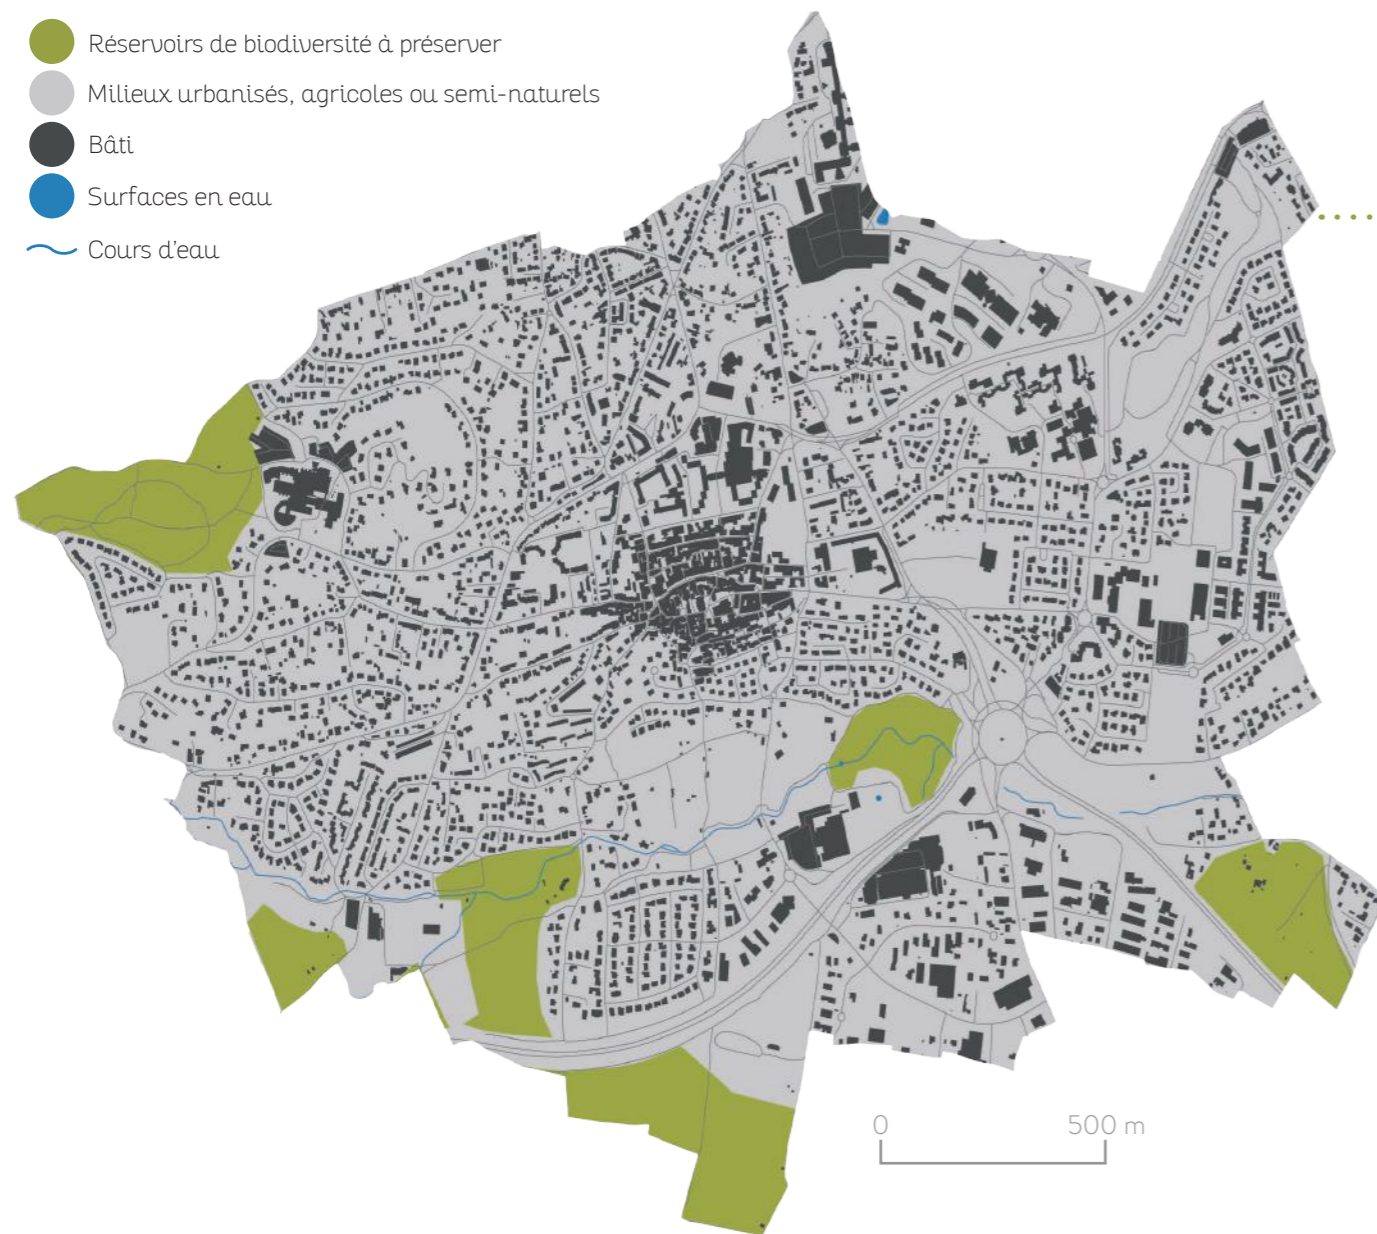 Réservoirs de biodiversité à préserver
Milieux urbanisés, agricoles ou semi-naturels
Bâti
Surfaces en eau
Cours d'eau
0 500 m